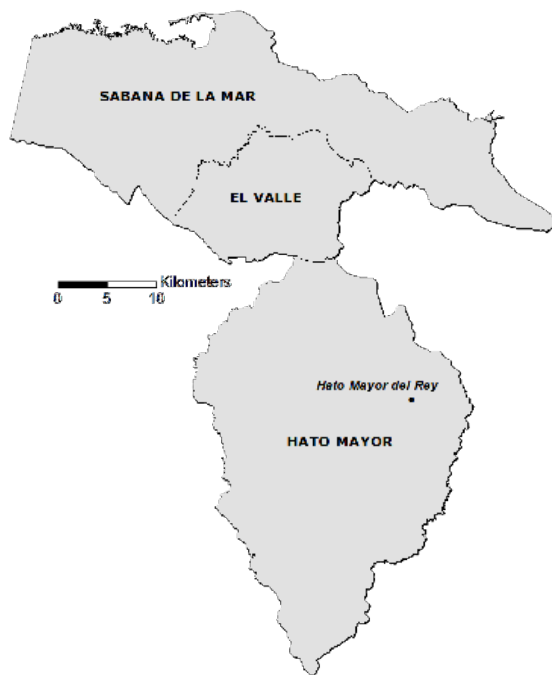 SABANA DE LA MAR
EL VALLE
Kilometers
0 5 10
Hato Mayor del Rey
HATO MAYOR